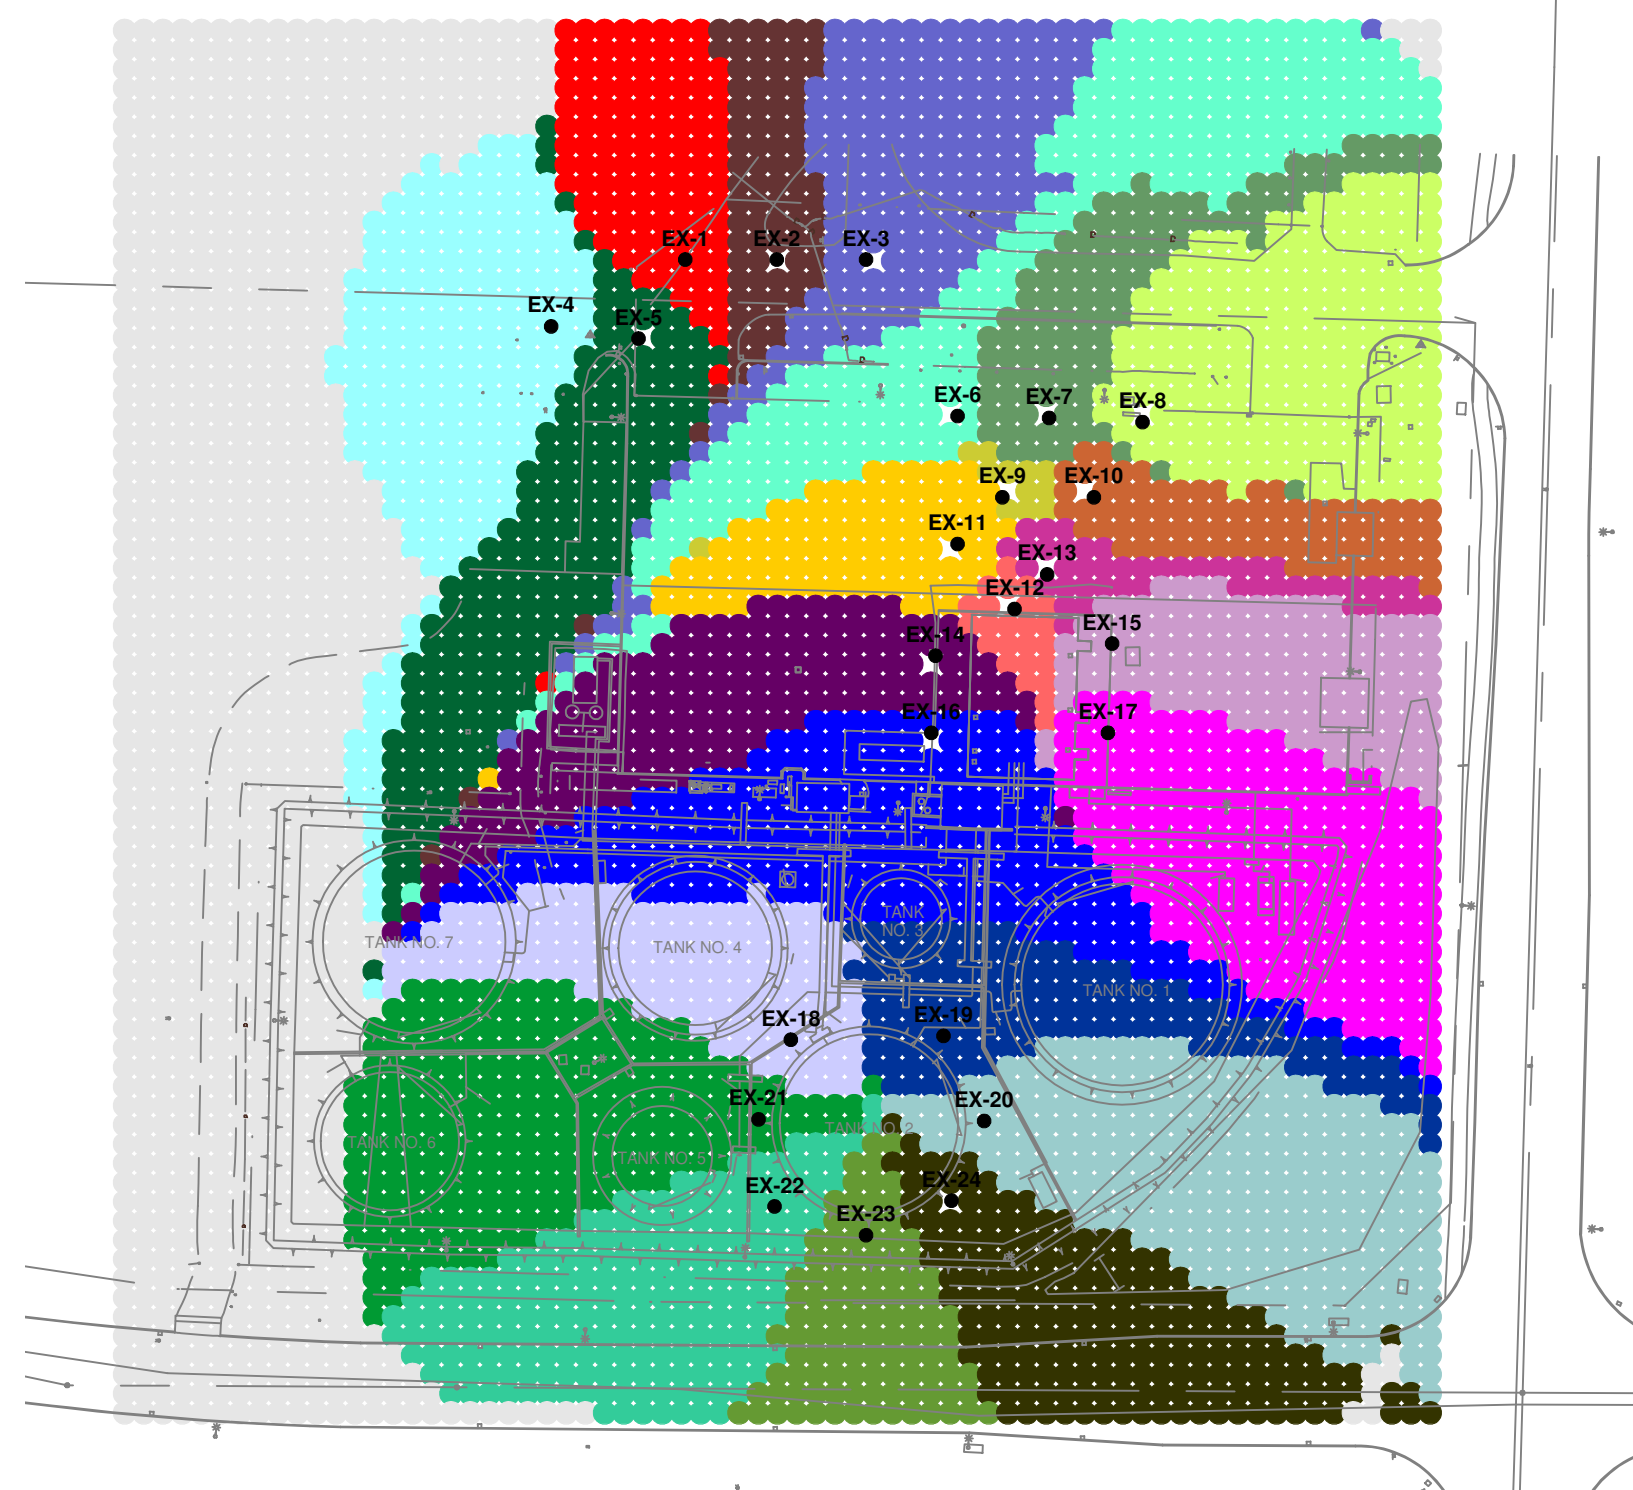 EX-1
EX-2
EX-3
EX-4
EX-5
EX-6
EX-7
EX-8
EX-9
EX-10
EX-11
EX-13
EX-12
EX-15
EX-14
EX-16
EX-17
TANK
NO. 3
TANK NO. 7
TANK NO. 4
TANK NO. 1
EX-18
EX-19
EX-21
EX-20
TANK NO. 2
TANK NO. 6
TANK NO. 5
EX-24
EX-22
EX-23